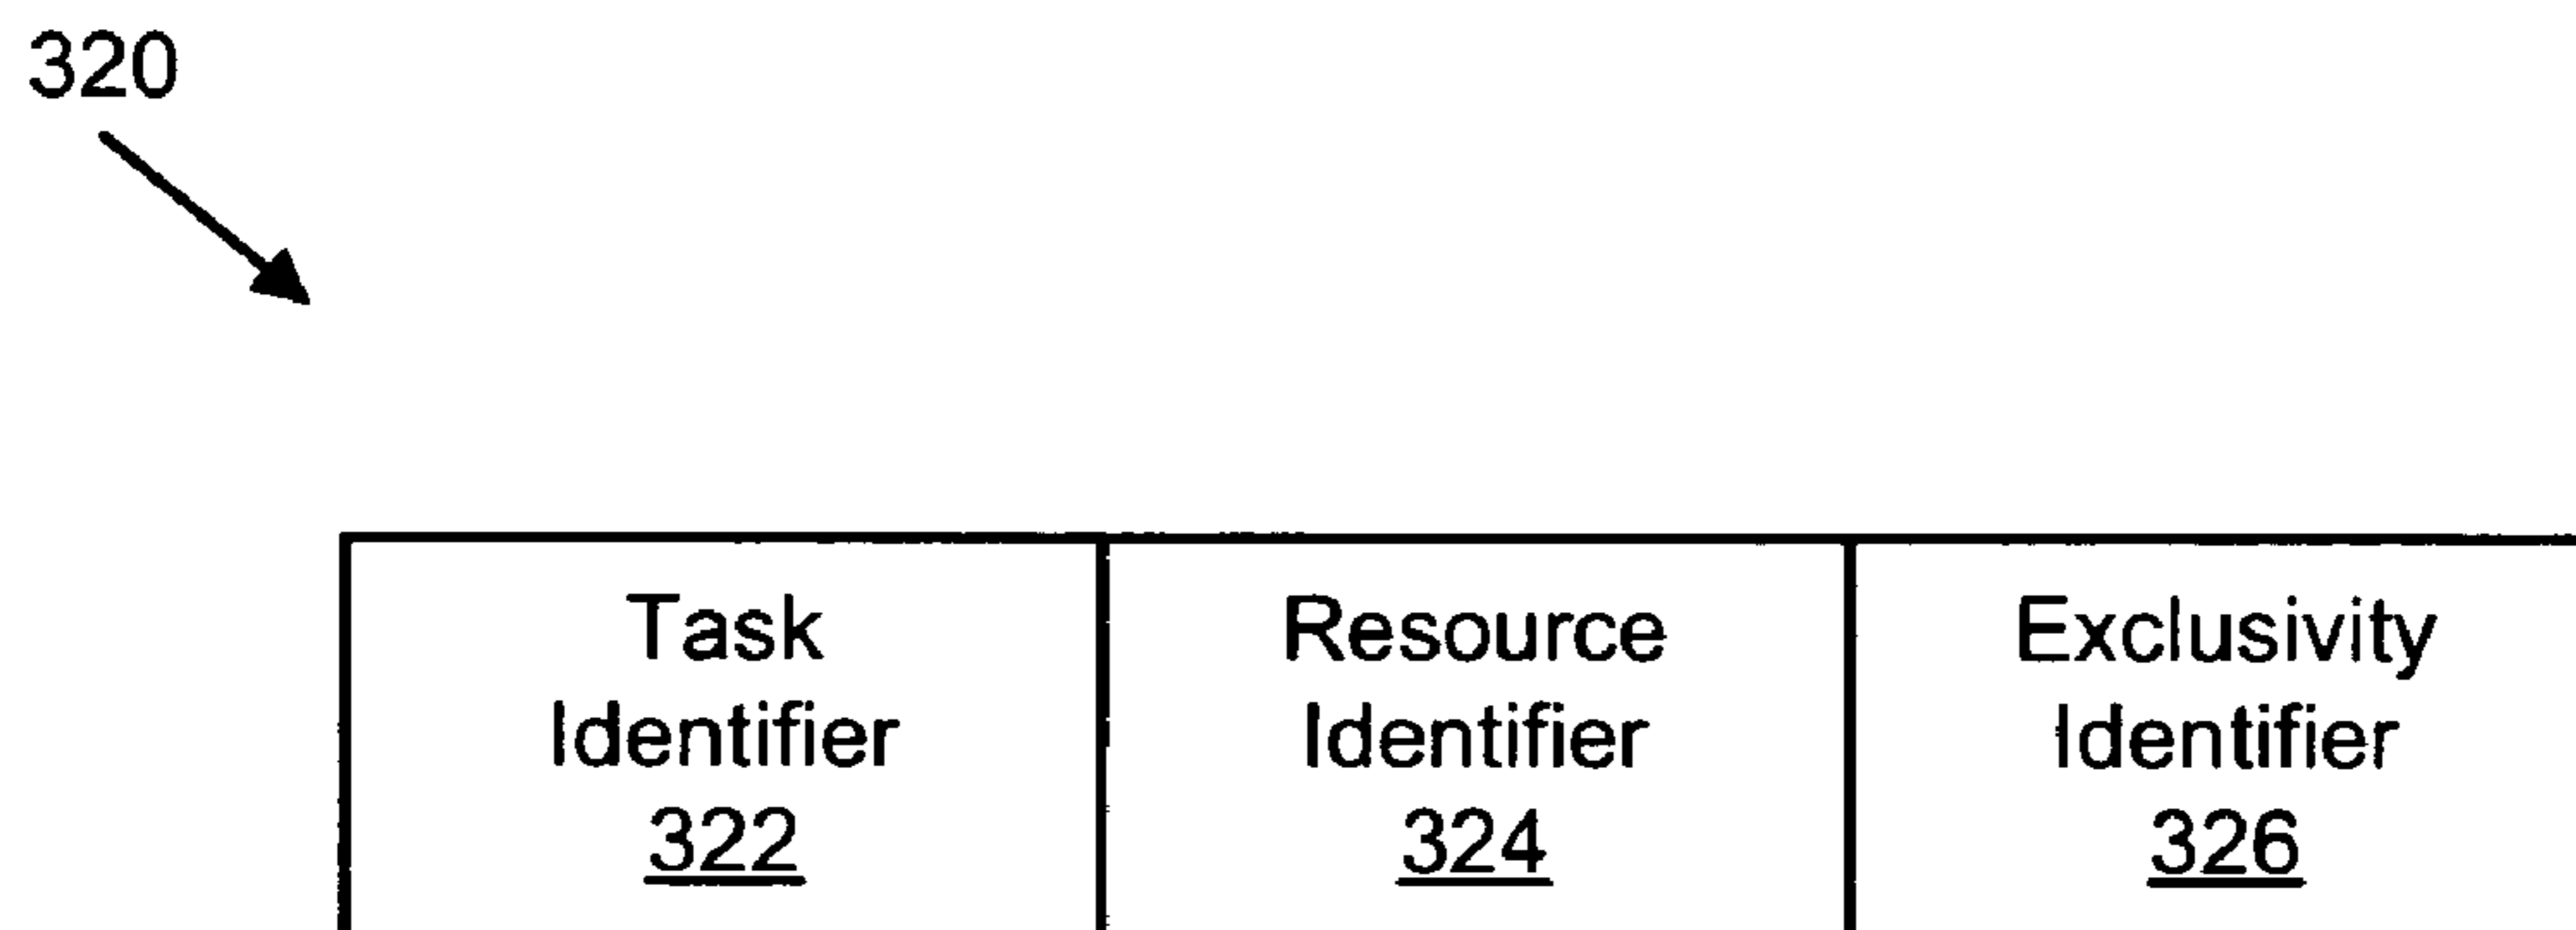 320
Task
Identifier
322
Resource
Identifier
324
Exclusivity
Identifier
326